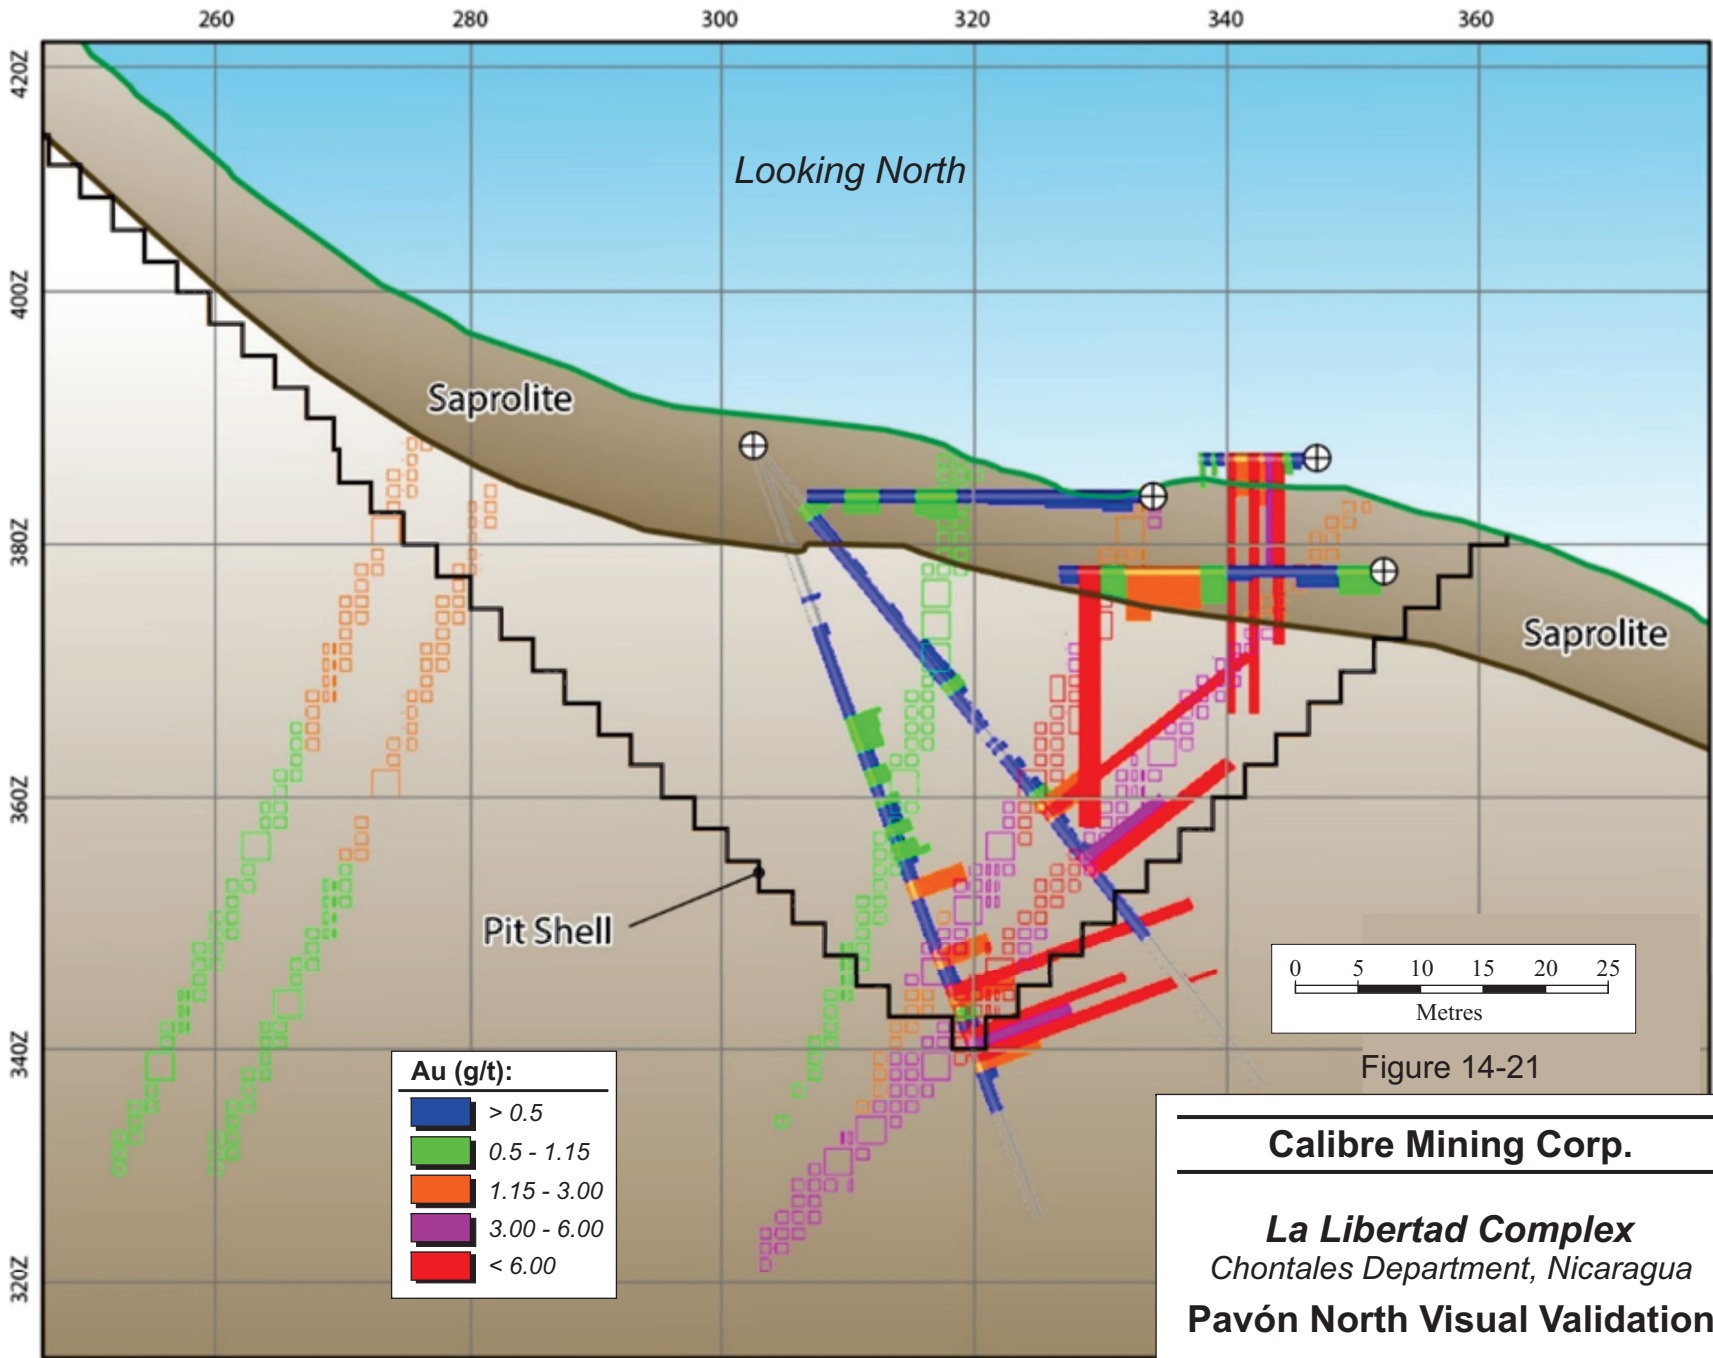 260 280 300 320 340 360
420Z
400Z
380Z
360Z
340Z
320Z
Looking North
Saprolite
Saprolite
Pit Shell
0 5 10 15 20 25
Metres
Figure 14-21
Au (g/t):
> 0.5
0.5 - 1.15
1.15 - 3.00
3.00 - 6.00
< 6.00
Calibre Mining Corp.
La Libertad Complex
Chontales Department, Nicaragua
Pavón North Visual Validation